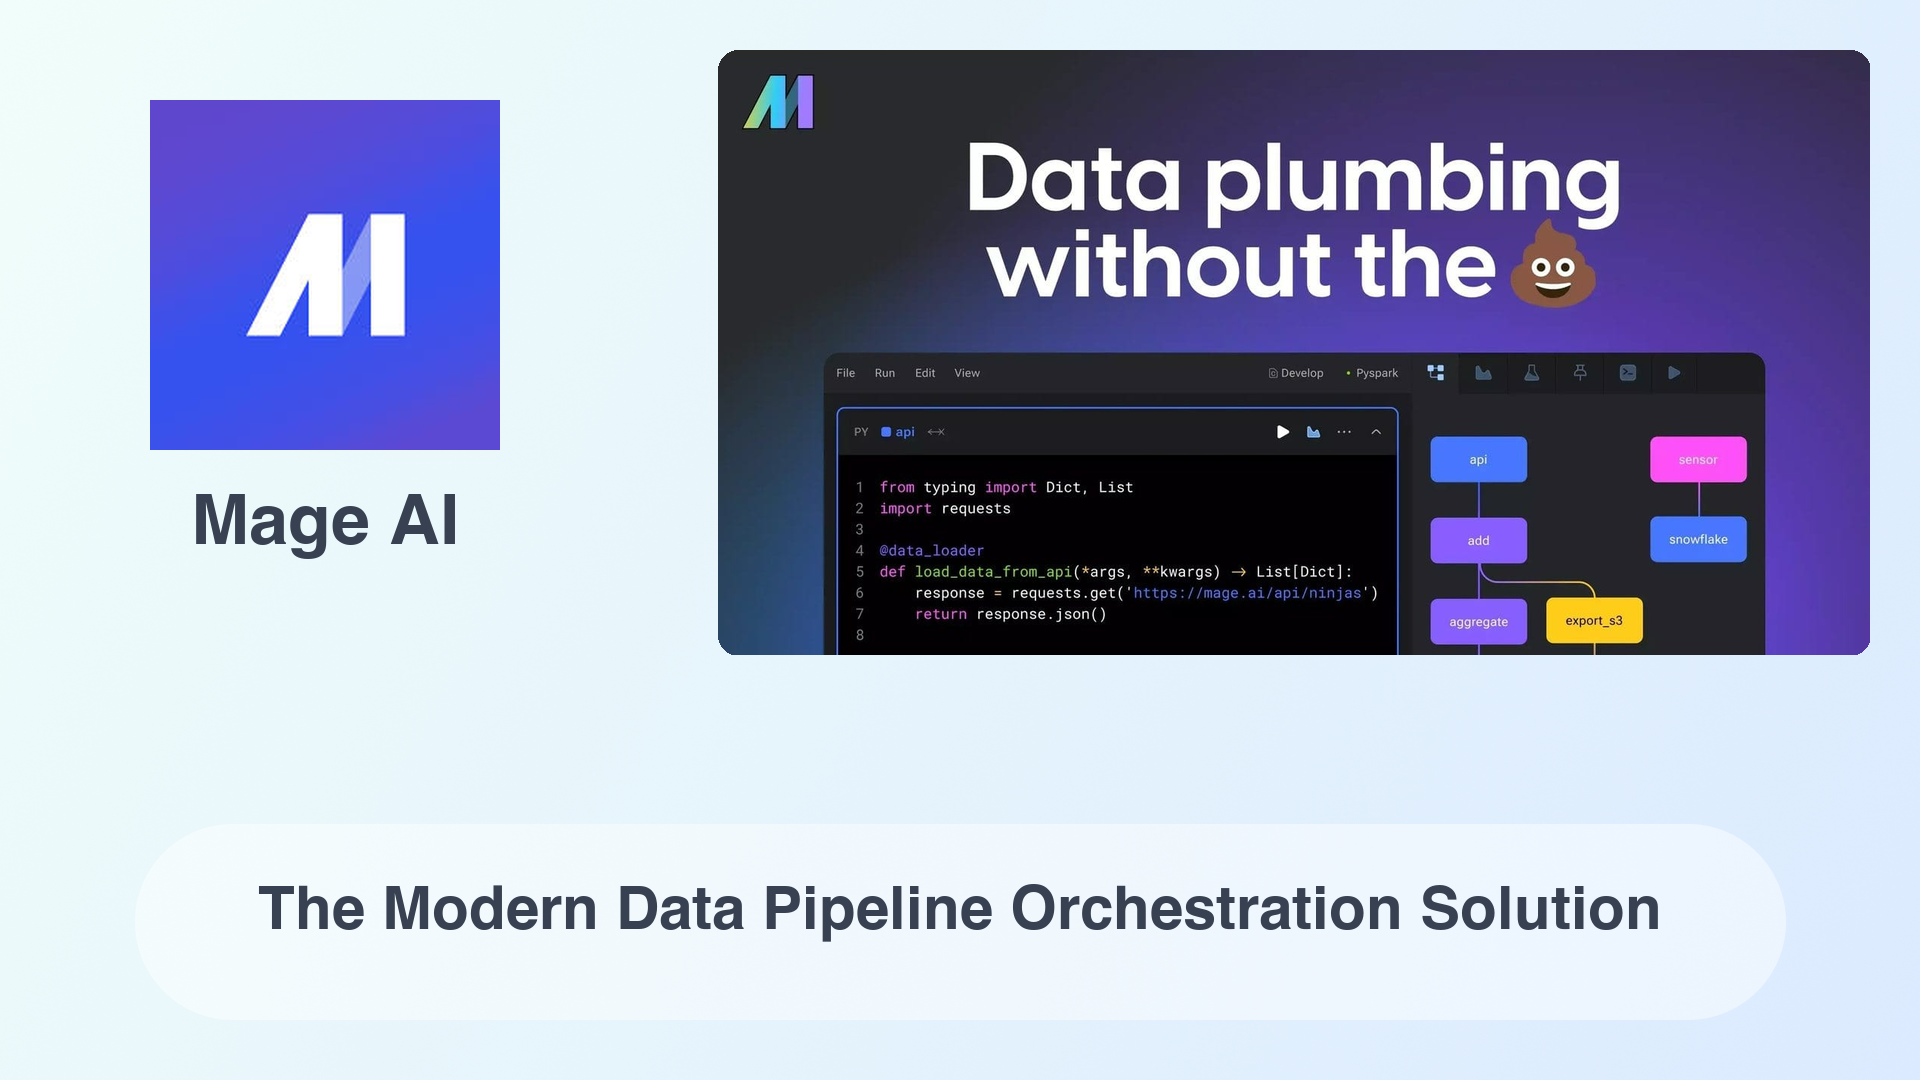 Mage AI
Data plumbing
without the 💩
File Run Edit View Develop Pyspark
PY api
1 from typing import Dict, List
2 import requests
3
4 @data_loader
5 def load_data_from_api(*args, **kwargs) → List[Dict]:
6 response = requests.get('https://mage.ai/api/ninjas')
7 return response.json()
8
api
sensor
add
snowflake
aggregate
export_s3
The Modern Data Pipeline Orchestration Solution